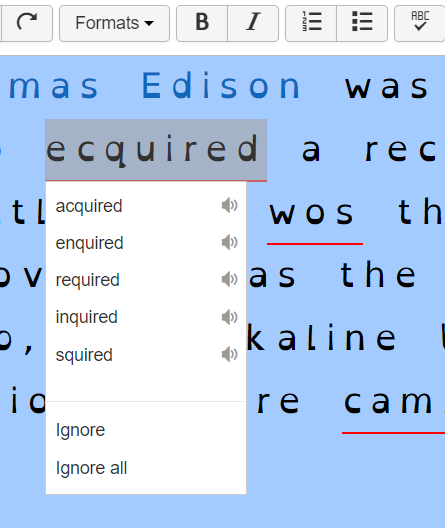 Formats B I ABC
mas Edison was
ecquired a rec
wos th
as the
kaline
re cam
acquired
enquired
required
inquired
squired
Ignore
Ignore all